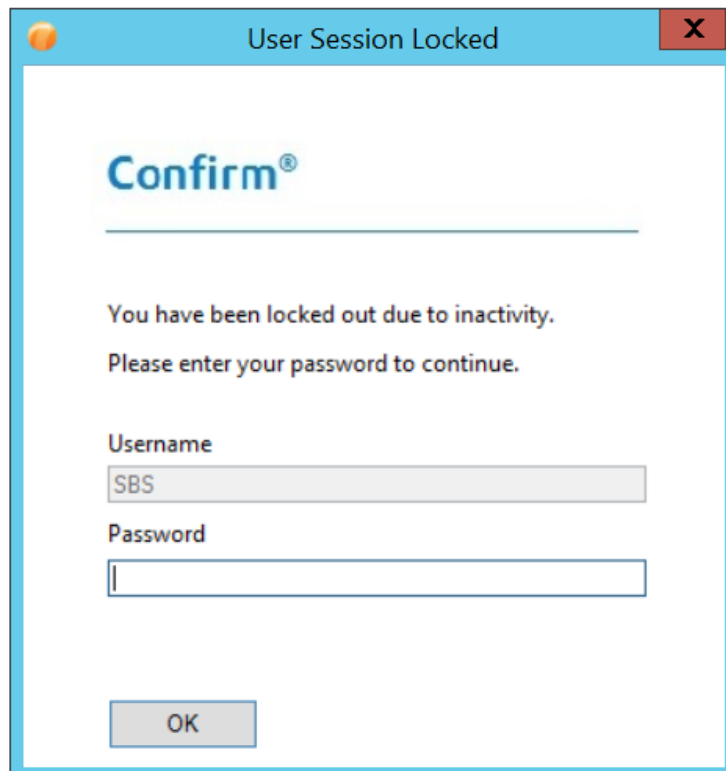 User Session Locked
X
Confirm®
You have been locked out due to inactivity.
Please enter your password to continue.
Username
SBS
Password
OK